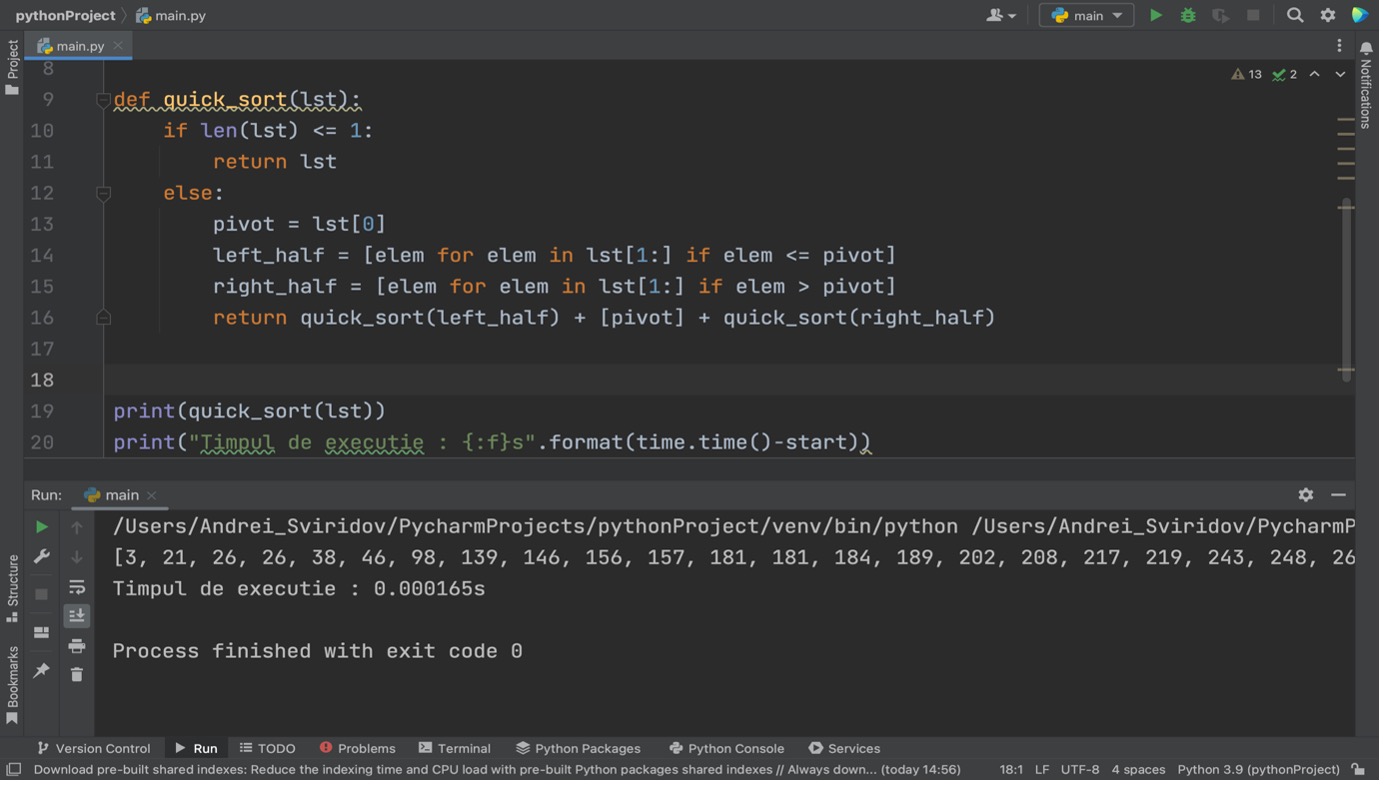 pythonProject main.py main
Project main.py
8 13 2
9 def quick_sort(lst):
10 if len(lst) <= 1:
11 return lst
12 else:
13 pivot = lst[0]
14 left_half = [elem for elem in lst[1:] if elem <= pivot]
15 right_half = [elem for elem in lst[1:] if elem > pivot]
16 return quick_sort(left_half) + [pivot] + quick_sort(right_half)
17
18
19 print(quick_sort(lst))
20 print("Timpul de executie : {:f}s".format(time.time()-start))
Notifications
Run: main
/Users/Andrei_Sviridov/PycharmProjects/pythonProject/venv/bin/python /Users/Andrei_Sviridov/PycharmP
[3, 21, 26, 26, 38, 46, 98, 139, 146, 156, 157, 181, 181, 184, 189, 202, 208, 217, 219, 243, 248, 26
Timpul de executie : 0.000165s
Process finished with exit code 0
Structure
Bookmarks
Version Control Run TODO Problems Terminal Python Packages Python Console Services
Download pre-built shared indexes: Reduce the indexing time and CPU load with pre-built Python packages shared indexes // Always down... (today 14:56) 18:1 LF UTF-8 4 spaces Python 3.9 (pythonProject)